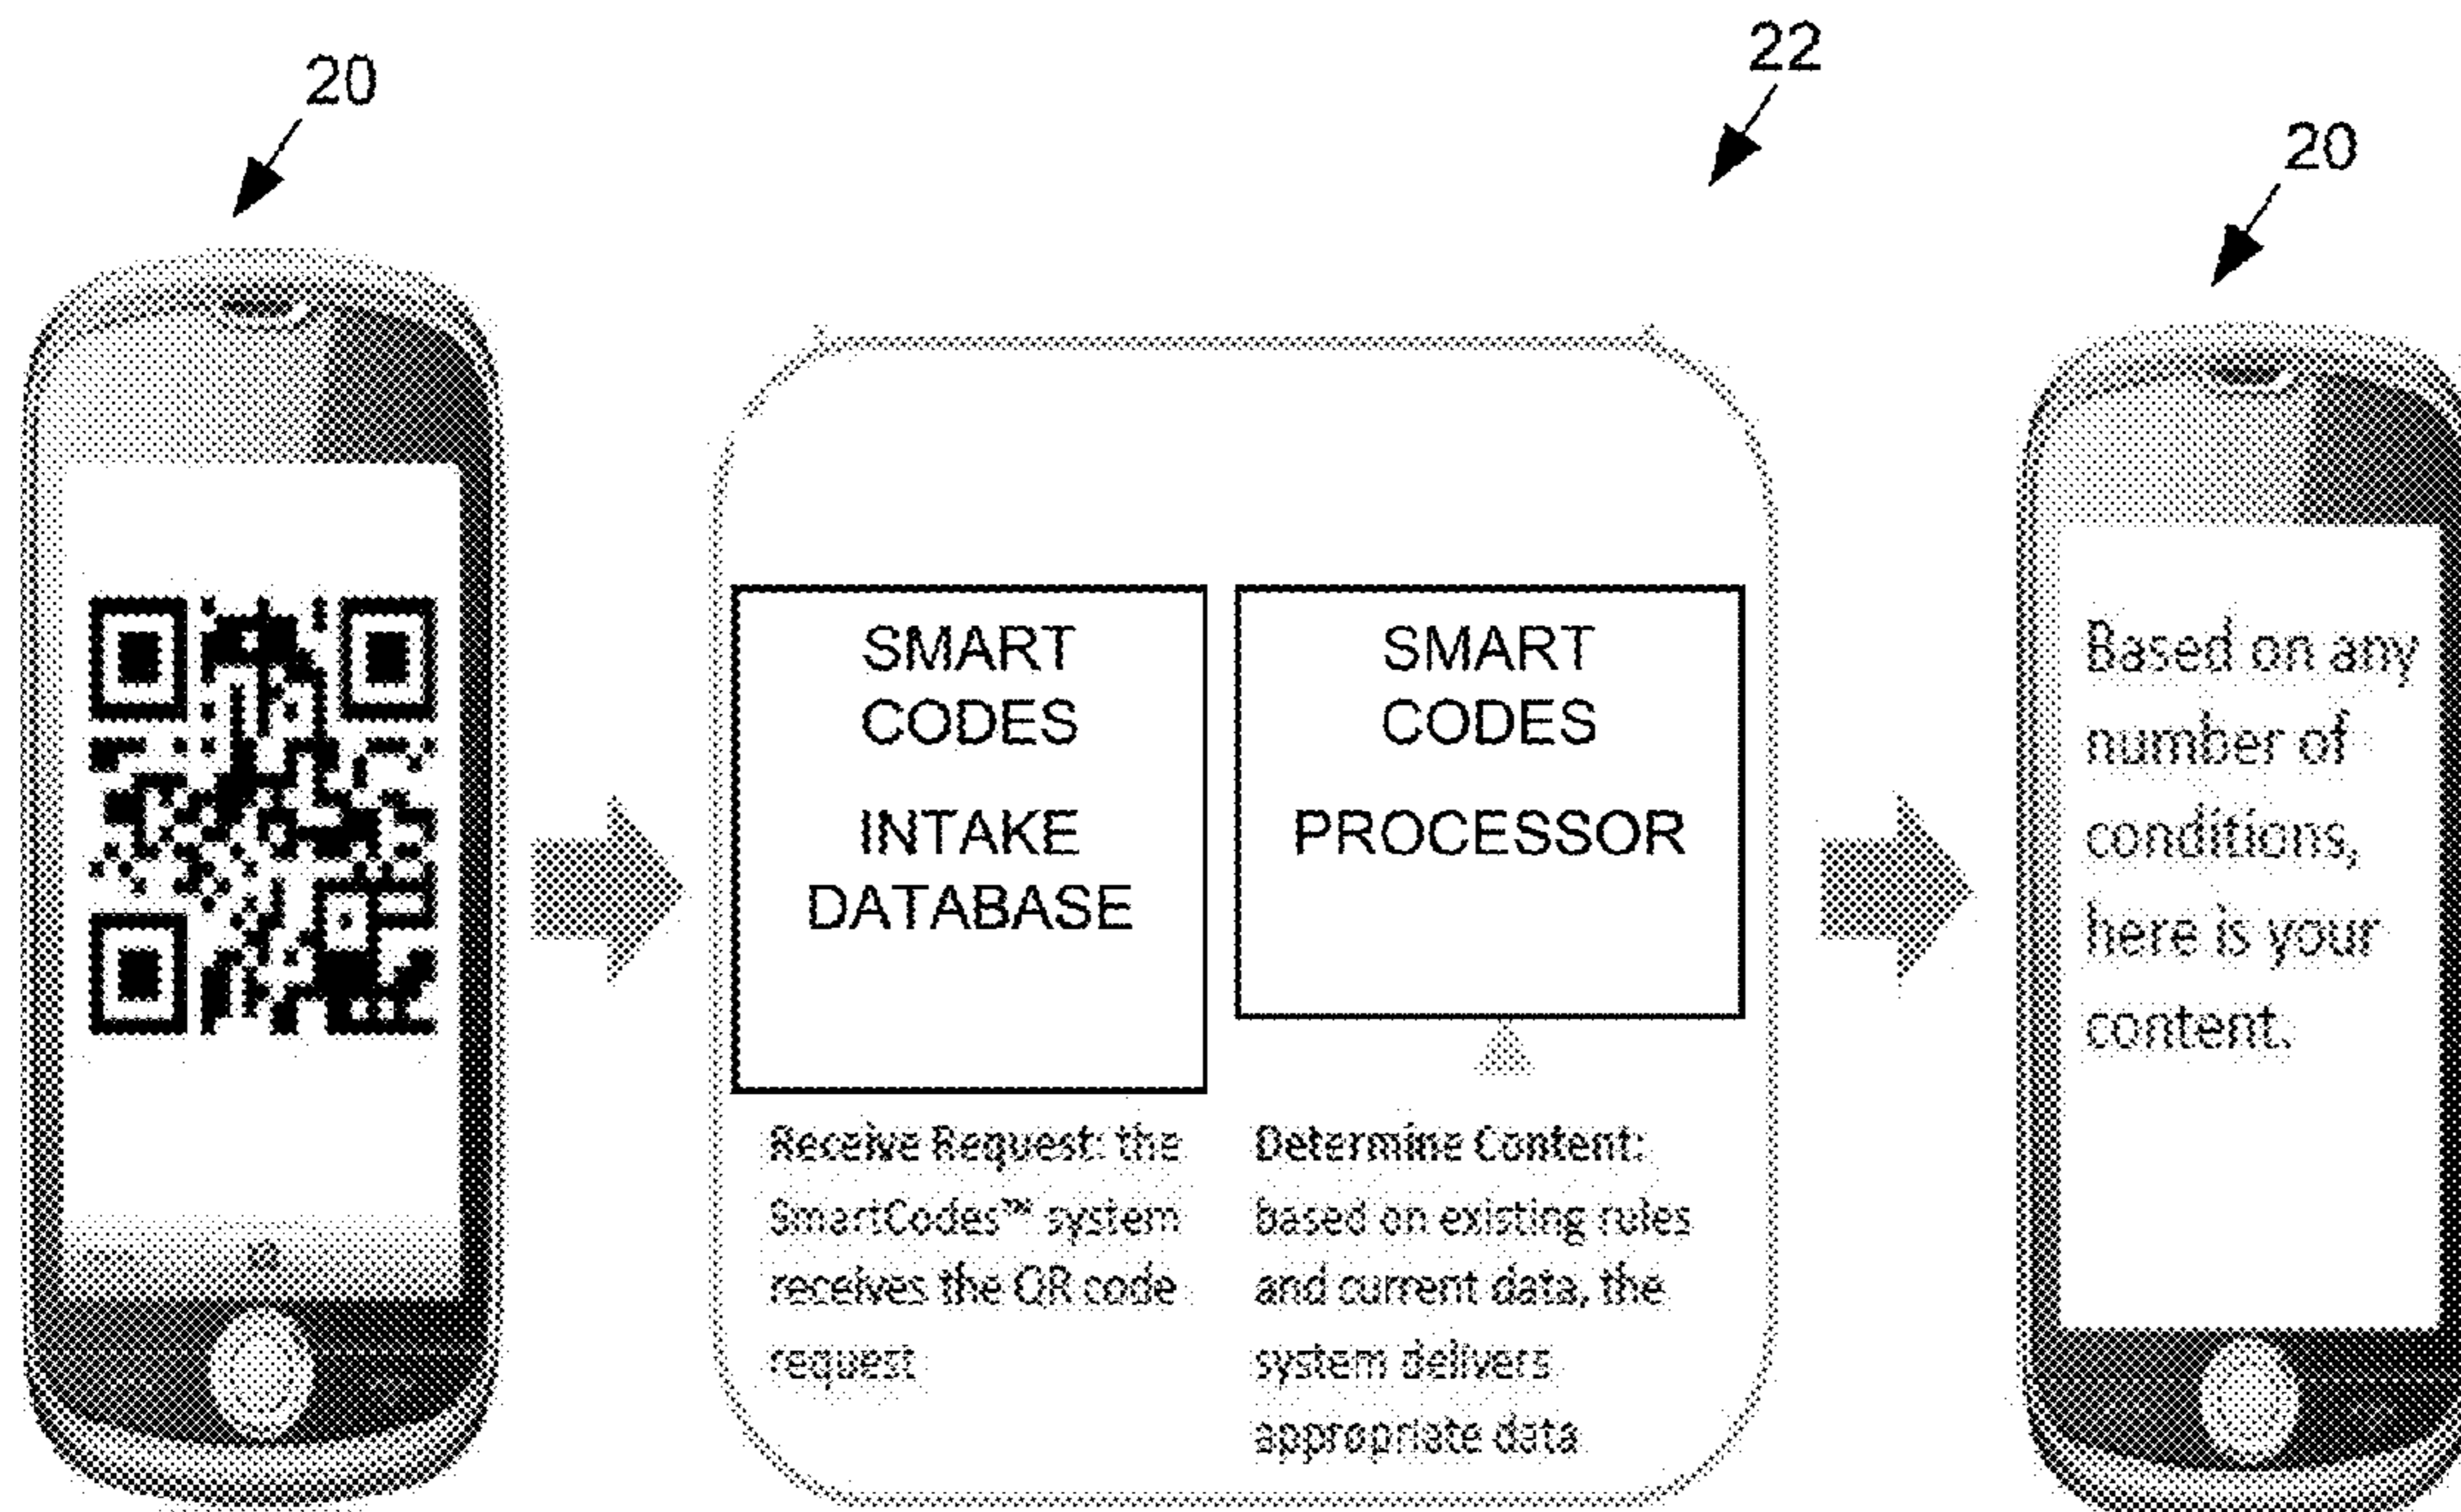 20
22
20
SMART
CODES
INTAKE
DATABASE
Receive Request: the
SmartCodes™ system
receives the QR code
request
SMART
CODES
PROCESSOR
Determine Content:
based on existing rules
and current data, the
system delivers
appropriate data
Based on any
number of
conditions,
here is your
content.